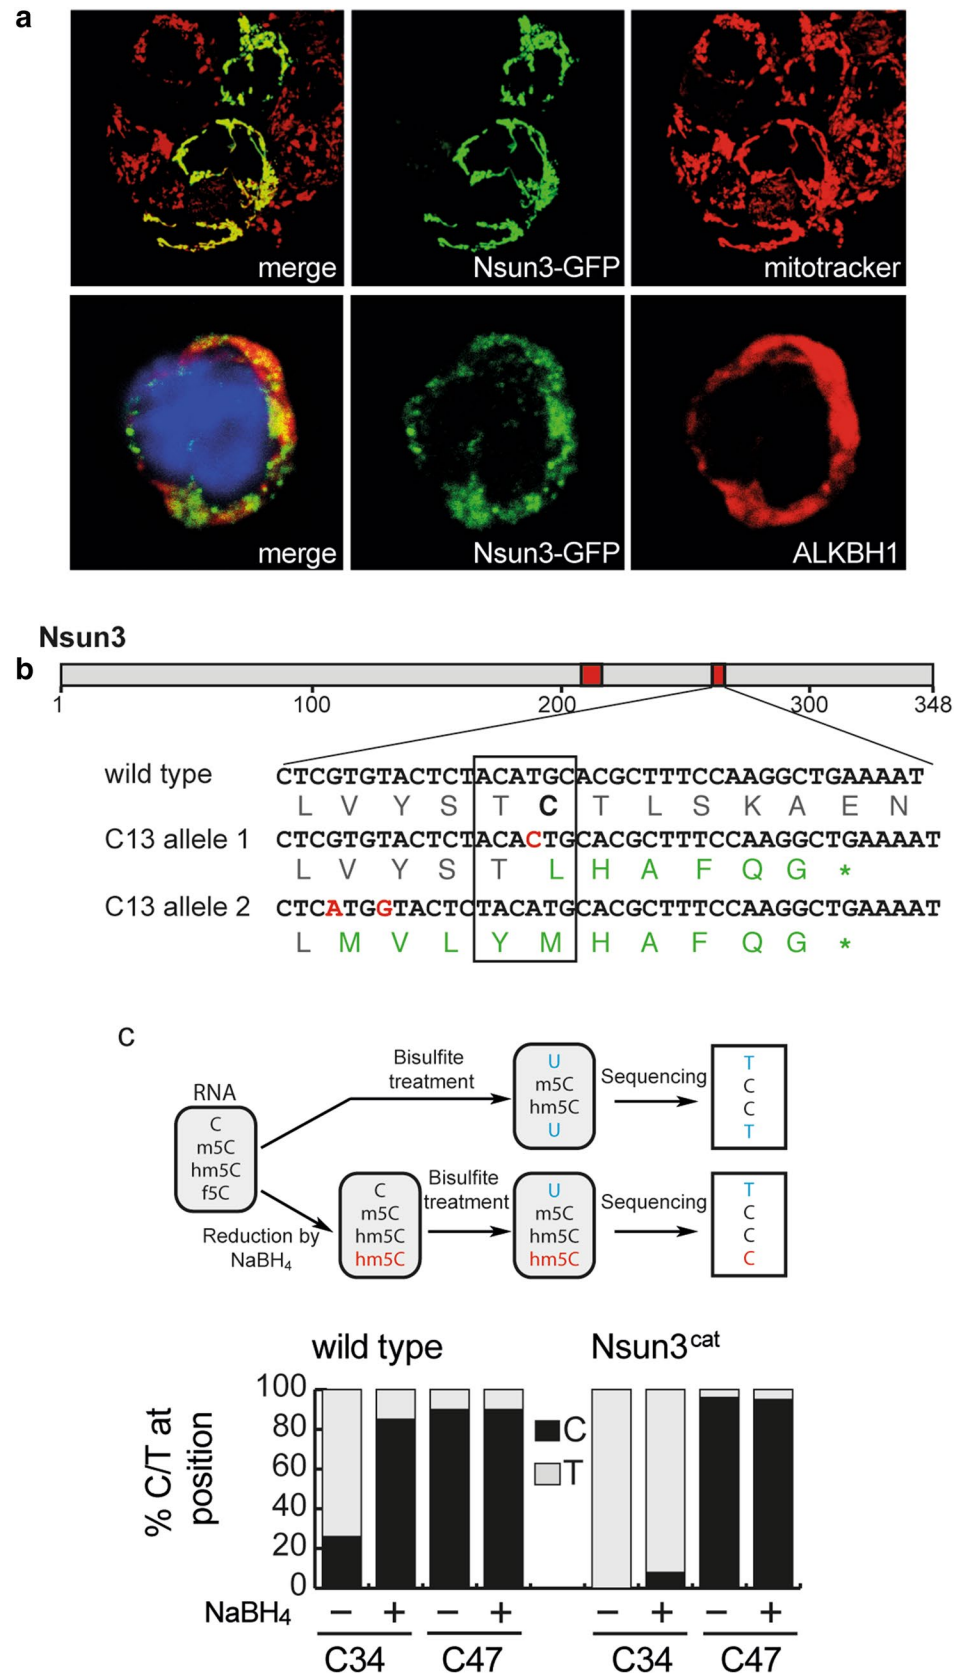 a
merge Nsun3-GFP mitotracker
merge Nsun3-GFP ALKBH1
Nsun3
b
1 100 200 300 348
wild type CTCGTGTACTCTACATGCACGCTTTCCAAGGCTGAAAAT
L V Y S T C T L S K A E N
C13 allele 1 CTCGTGTACTCTACACTGCACGCTTTCCAAGGCTGAAAAT
L V Y S T L H A F Q G *
C13 allele 2 CTCATGGTACTCTACATGCACGCTTTCCAAGGCTGAAAAT
L M V L Y M H A F Q G *
c
RNA
C
m5C
hm5C
f5C
Bisulfite
treatment
U
m5C
hm5C
U
Sequencing
T
C
C
T
Reduction by
NaBH₄
C
m5C
hm5C
hm5C
Bisulfite
treatment
U
m5C
hm5C
hm5C
Sequencing
T
C
C
C
wild type Nsun3ᶜᵃᵗ
% C/T at
position
100
80
60
40
20
0
C
T
NaBH₄ − + − + − + − +
C34 C47 C34 C47